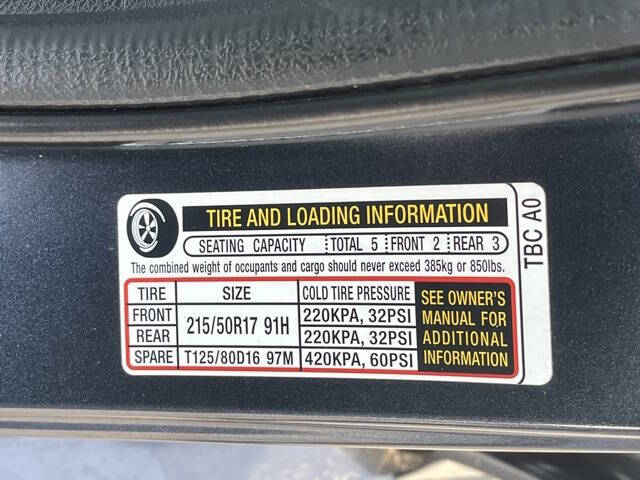 TIRE AND LOADING INFORMATION
SEATING CAPACITY TOTAL 5 FRONT 2 REAR 3
The combined weight of occupants and cargo should never exceed 385kg or 850lbs.
TIRE SIZE COLD TIRE PRESSURE
FRONT 215/50R17 91H 220KPA, 32PSI
REAR 220KPA, 32PSI
SPARE T125/80D16 97M 420KPA, 60PSI
SEE OWNER'S
MANUAL FOR
ADDITIONAL
INFORMATION
TBC A0